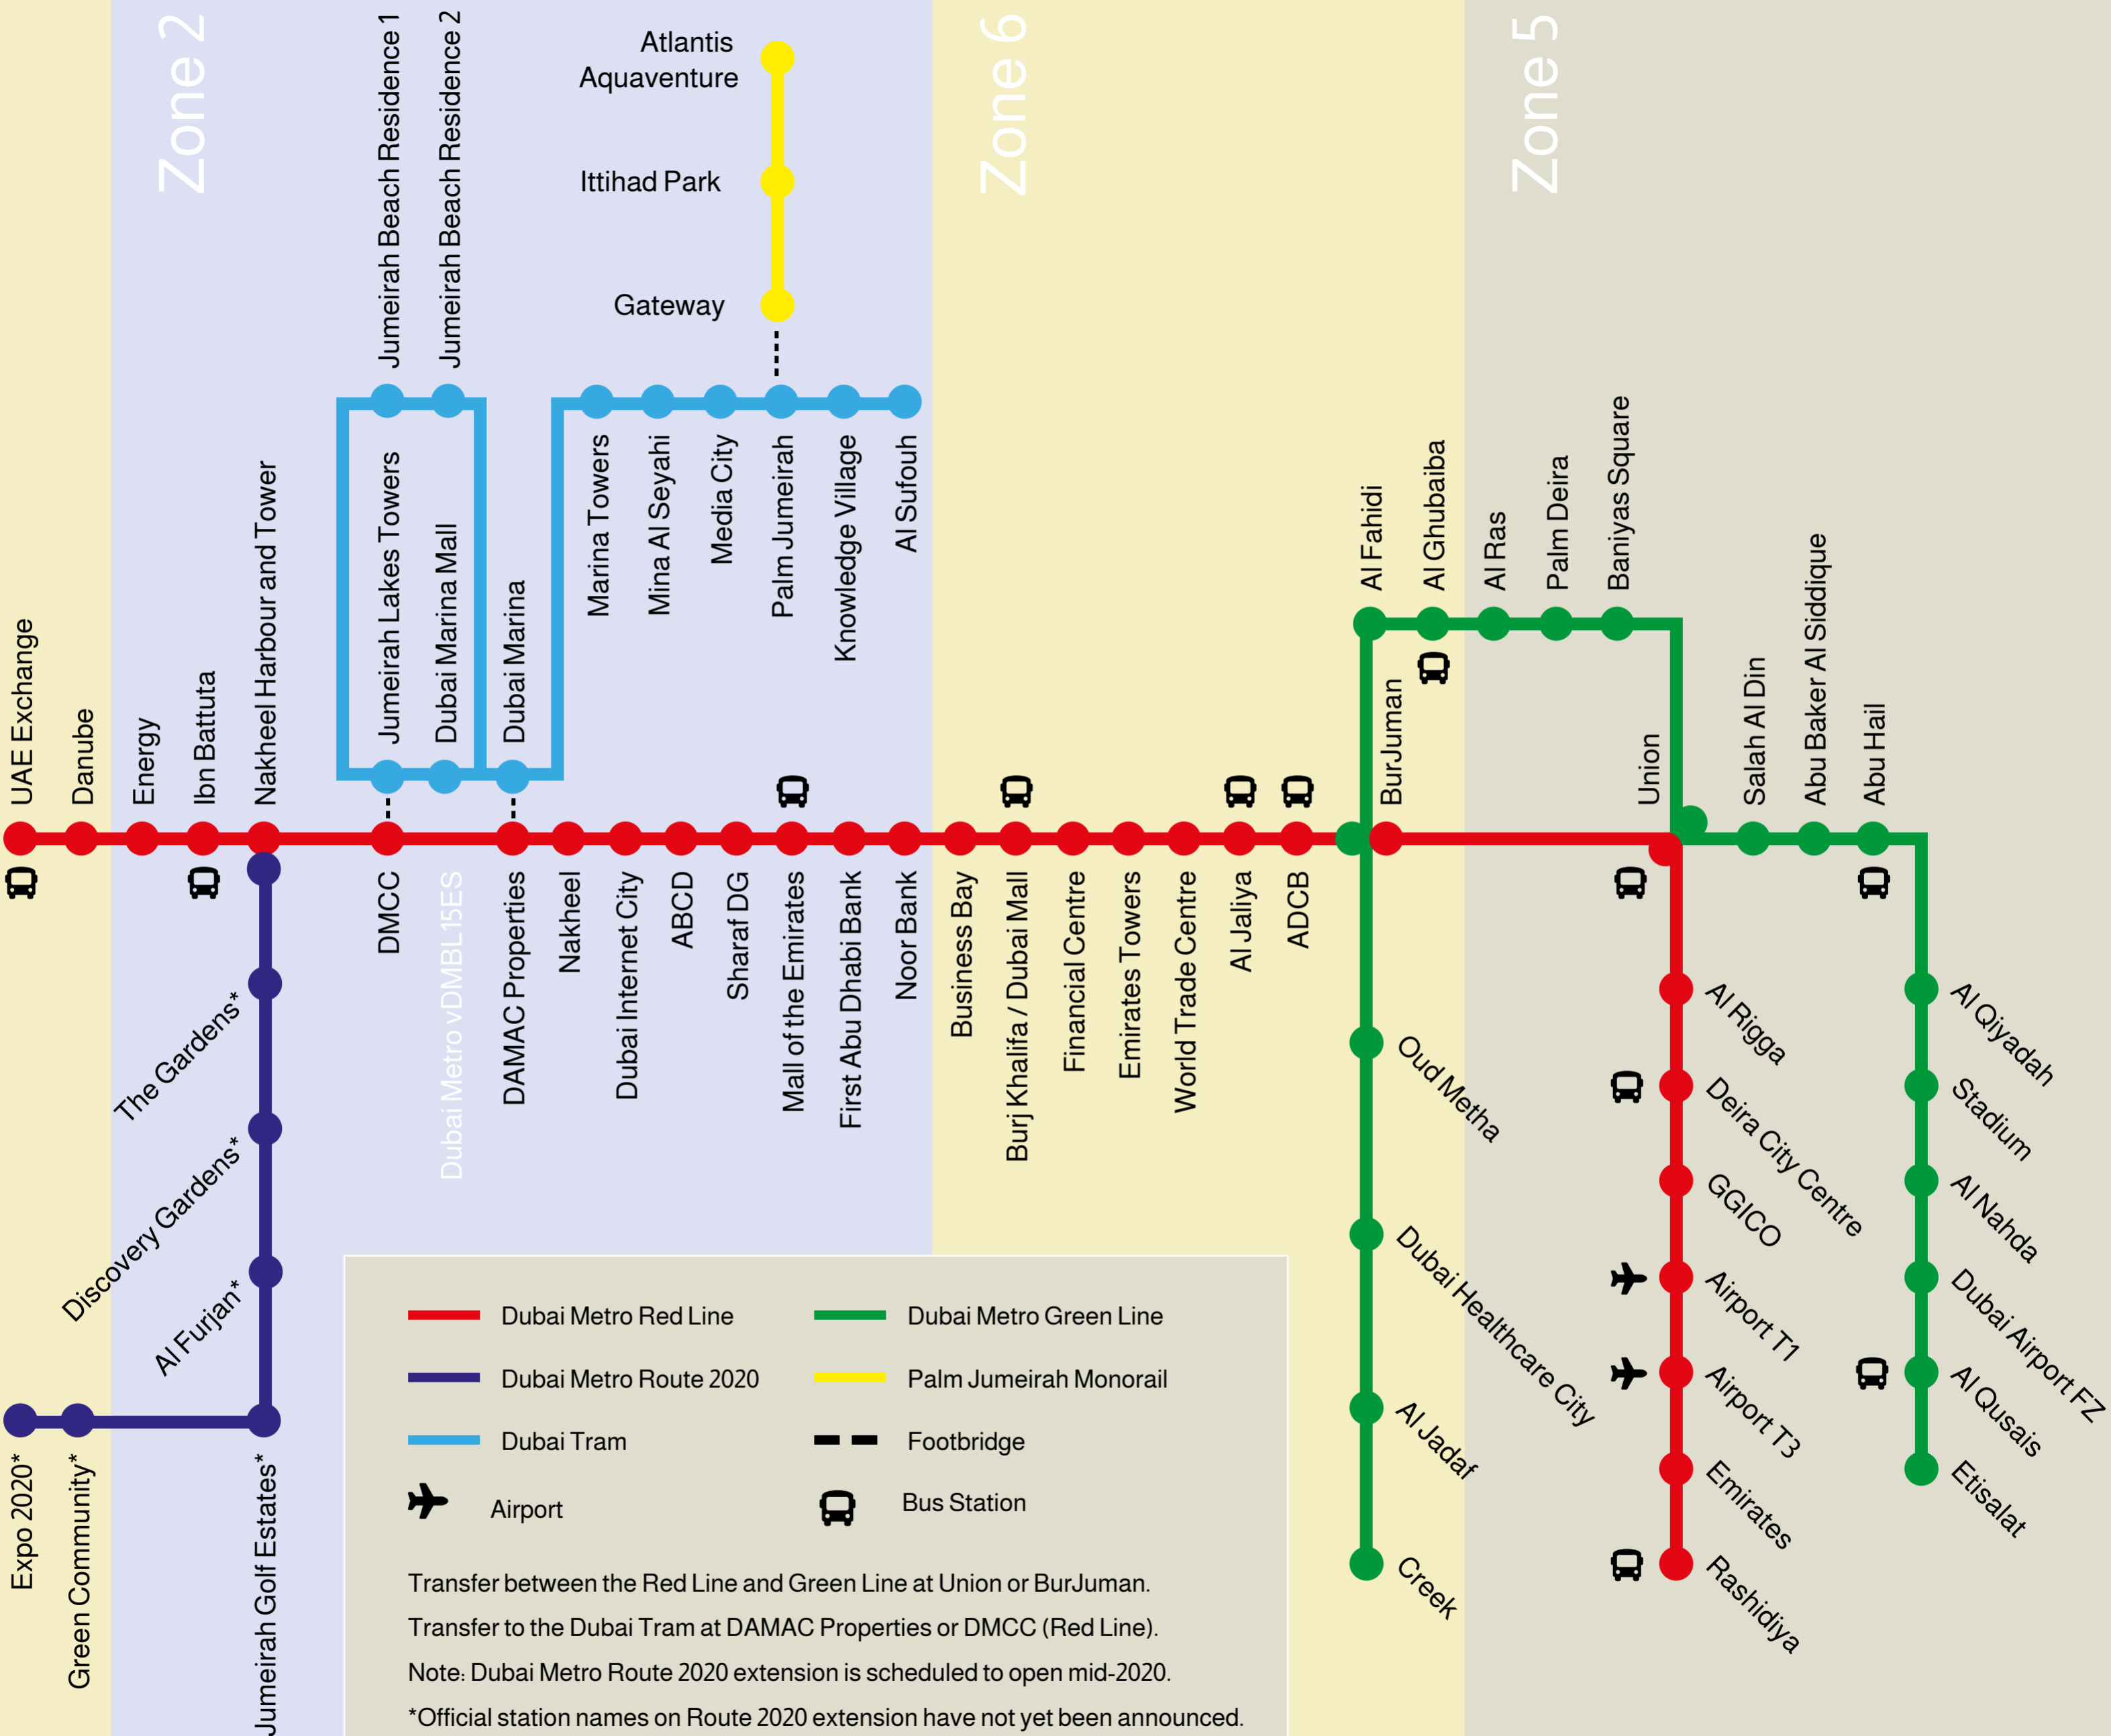 Zone 2
Zone 6
Zone 5
Jumeirah Beach Residence 1
Jumeirah Beach Residence 2
Atlantis
Aquaventure
Ittihad Park
Gateway
Jumeirah Lakes Towers
Dubai Marina Mall
Dubai Marina
Marina Towers
Mina Al Seyahi
Media City
Palm Jumeirah
Knowledge Village
Al Sufouh
UAE Exchange
Danube
Energy
Ibn Battuta
Nakheel Harbour and Tower
DMCC
Dubai Metro vDMBL15ES
DAMAC Properties
Nakheel
Dubai Internet City
ABCD
Sharaf DG
Mall of the Emirates
First Abu Dhabi Bank
Noor Bank
Business Bay
Burj Khalifa / Dubai Mall
Financial Centre
Emirates Towers
World Trade Centre
Al Jaliya
ADCB
BurJuman
Al Fahidi
Al Ghubaiba
Al Ras
Palm Deira
Baniyas Square
Union
Salah Al Din
Abu Baker Al Siddique
Abu Hail
Al Qiyadah
Stadium
Al Nahda
Dubai Airport FZ
Al Qusais
Etisalat
Al Rigga
Deira City Centre
GGICO
Airport T1
Airport T3
Emirates
Rashidiya
Oud Metha
Dubai Healthcare City
Al Jadaf
Creek
The Gardens*
Discovery Gardens*
Al Furjan*
Jumeirah Golf Estates*
Green Community*
Expo 2020*
Dubai Metro Red Line
Dubai Metro Green Line
Dubai Metro Route 2020
Palm Jumeirah Monorail
Dubai Tram
Footbridge
Airport
Bus Station
Transfer between the Red Line and Green Line at Union or BurJuman.
Transfer to the Dubai Tram at DAMAC Properties or DMCC (Red Line).
Note: Dubai Metro Route 2020 extension is scheduled to open mid-2020.
*Official station names on Route 2020 extension have not yet been announced.